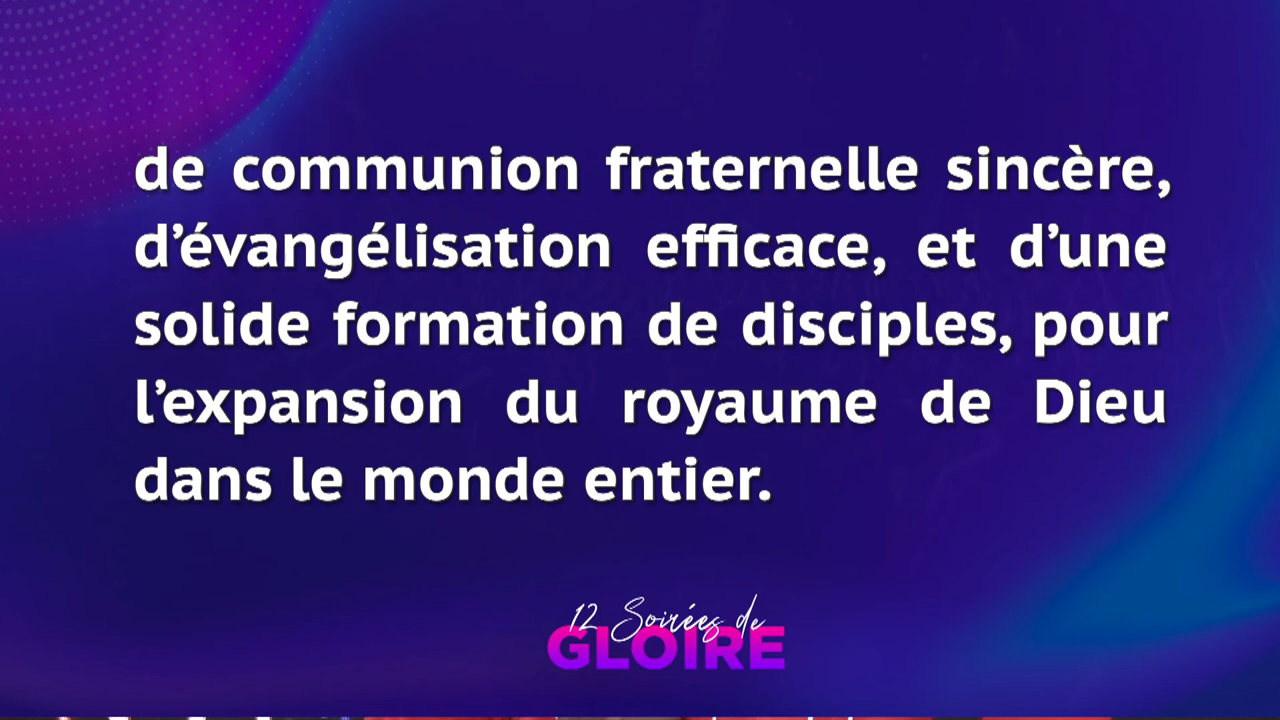 de communion fraternelle sincère,
d’évangélisation efficace, et d’une
solide formation de disciples, pour
l’expansion du royaume de Dieu
dans le monde entier.
12 Soirées de
GLOIRE